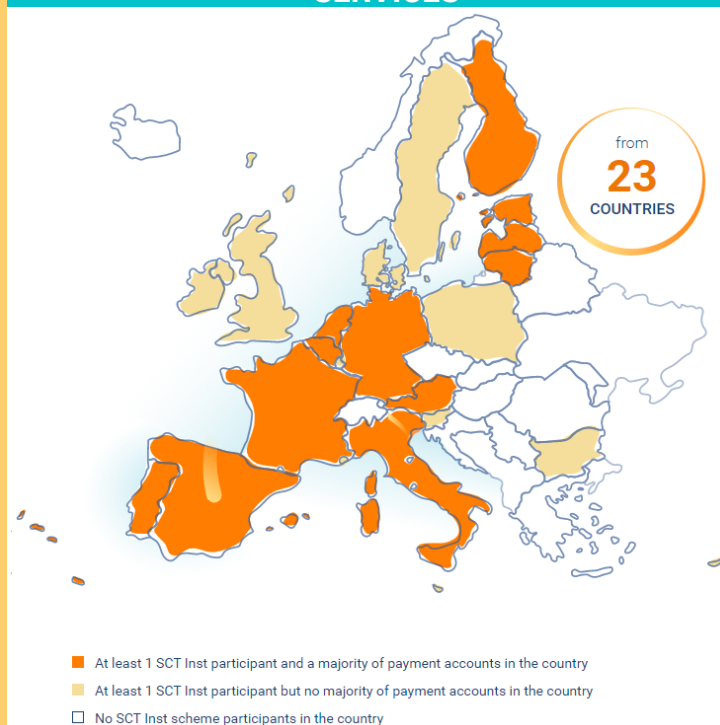 SERVICES
from
23
COUNTRIES
At least 1 SCT Inst participant and a majority of payment accounts in the country
At least 1 SCT Inst participant but no majority of payment accounts in the country
No SCT Inst scheme participants in the country